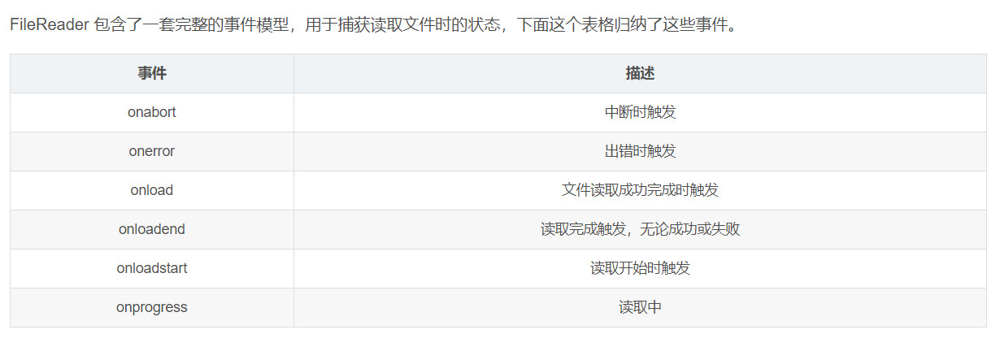 FileReader 包含了一套完整的事件模型，用于捕获读取文件时的状态，下面这个表格归纳了这些事件。
事件 描述
onabort 中断时触发
onerror 出错时触发
onload 文件读取成功完成时触发
onloadend 读取完成触发，无论成功或失败
onloadstart 读取开始时触发
onprogress 读取中